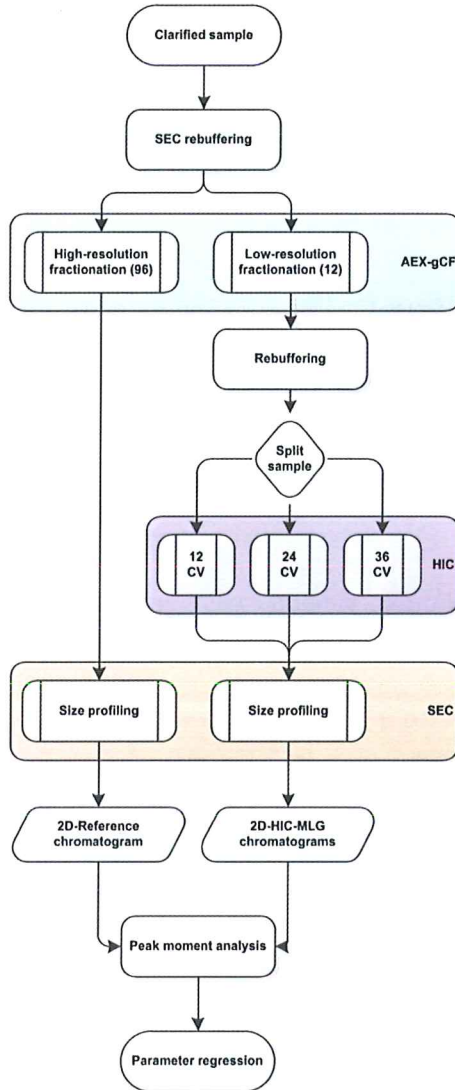 Clarified sample
SEC rebuffering
High-resolution
fractionation (96)
Low-resolution
fractionation (12)
AEX-gCF
Rebuffering
Split
sample
12
CV
24
CV
36
CV
HIC
Size profiling
Size profiling
SEC
2D-Reference
chromatogram
2D-HIC-MLG
chromatograms
Peak moment analysis
Parameter regression